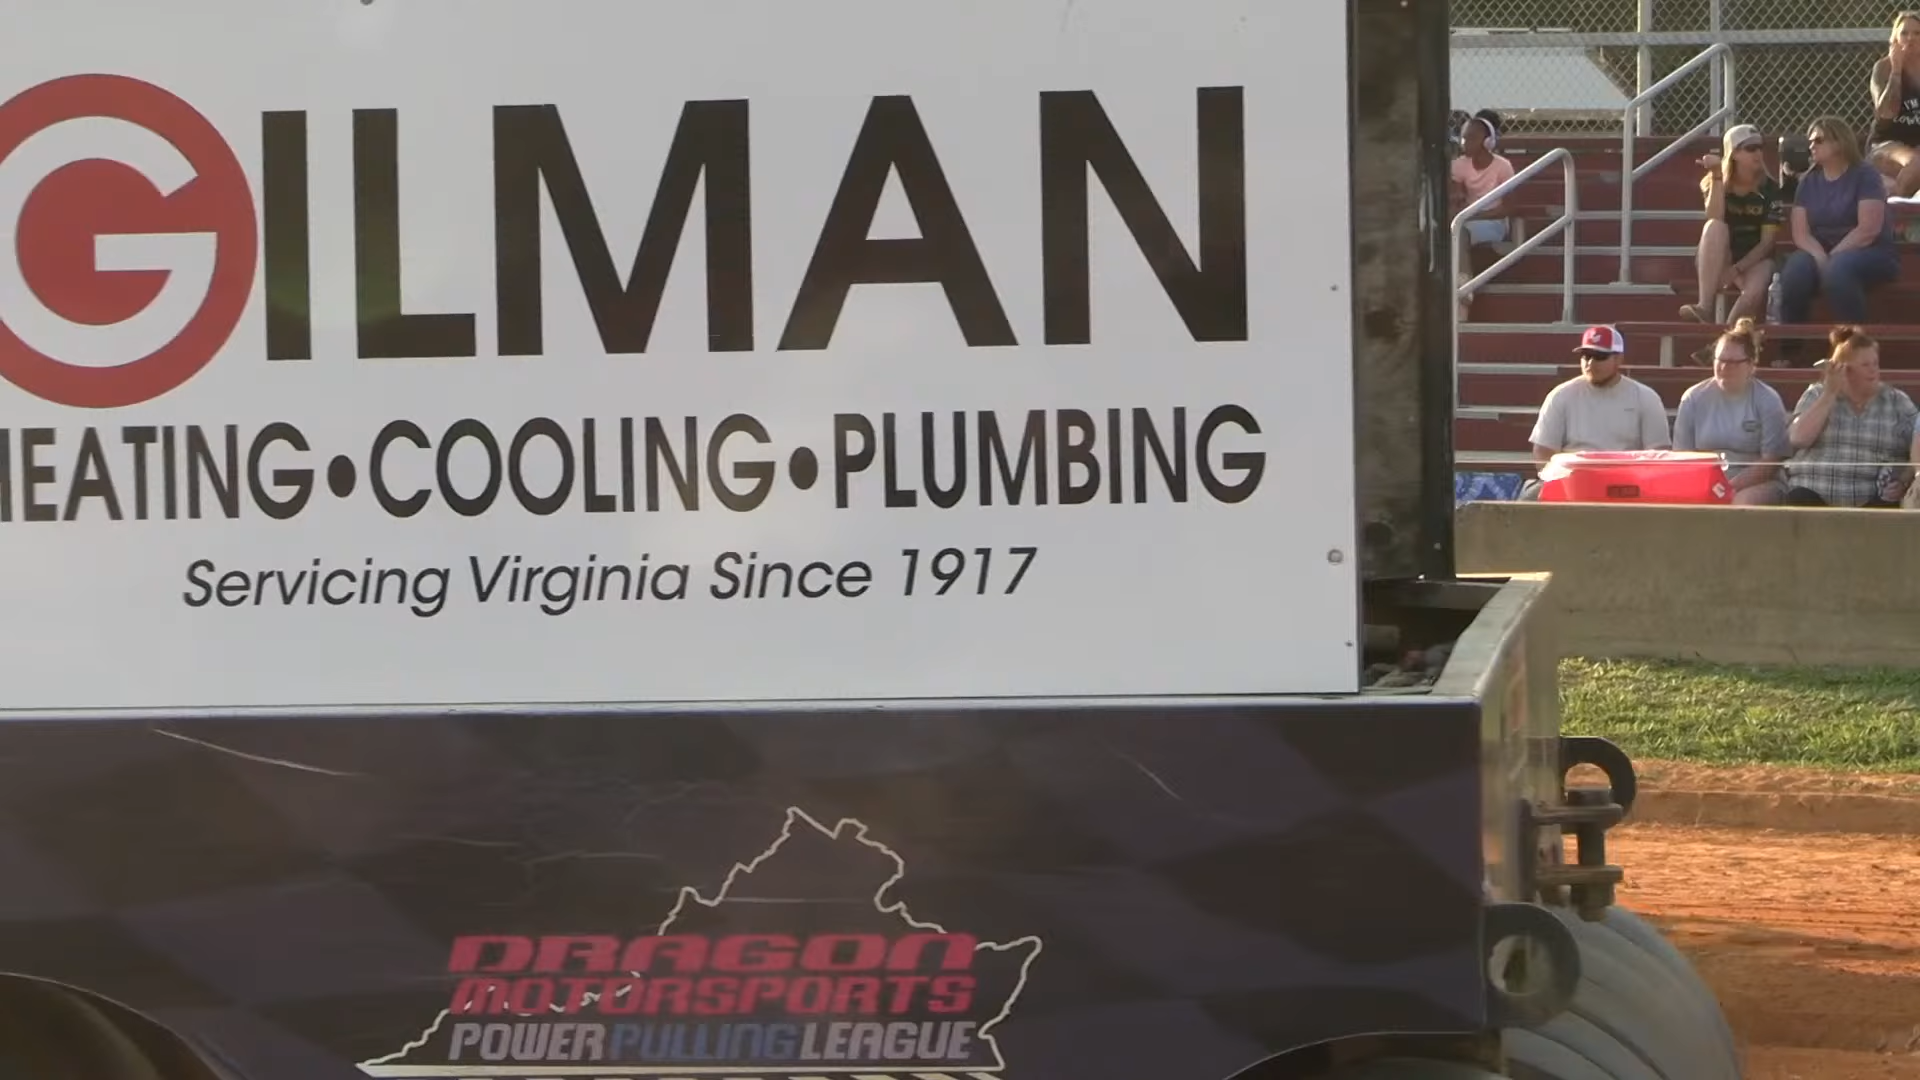 GILMAN
HEATING•COOLING•PLUMBING
Servicing Virginia Since 1917
DRAGON
MOTORSPORTS
POWER PULLING LEAGUE
I'M